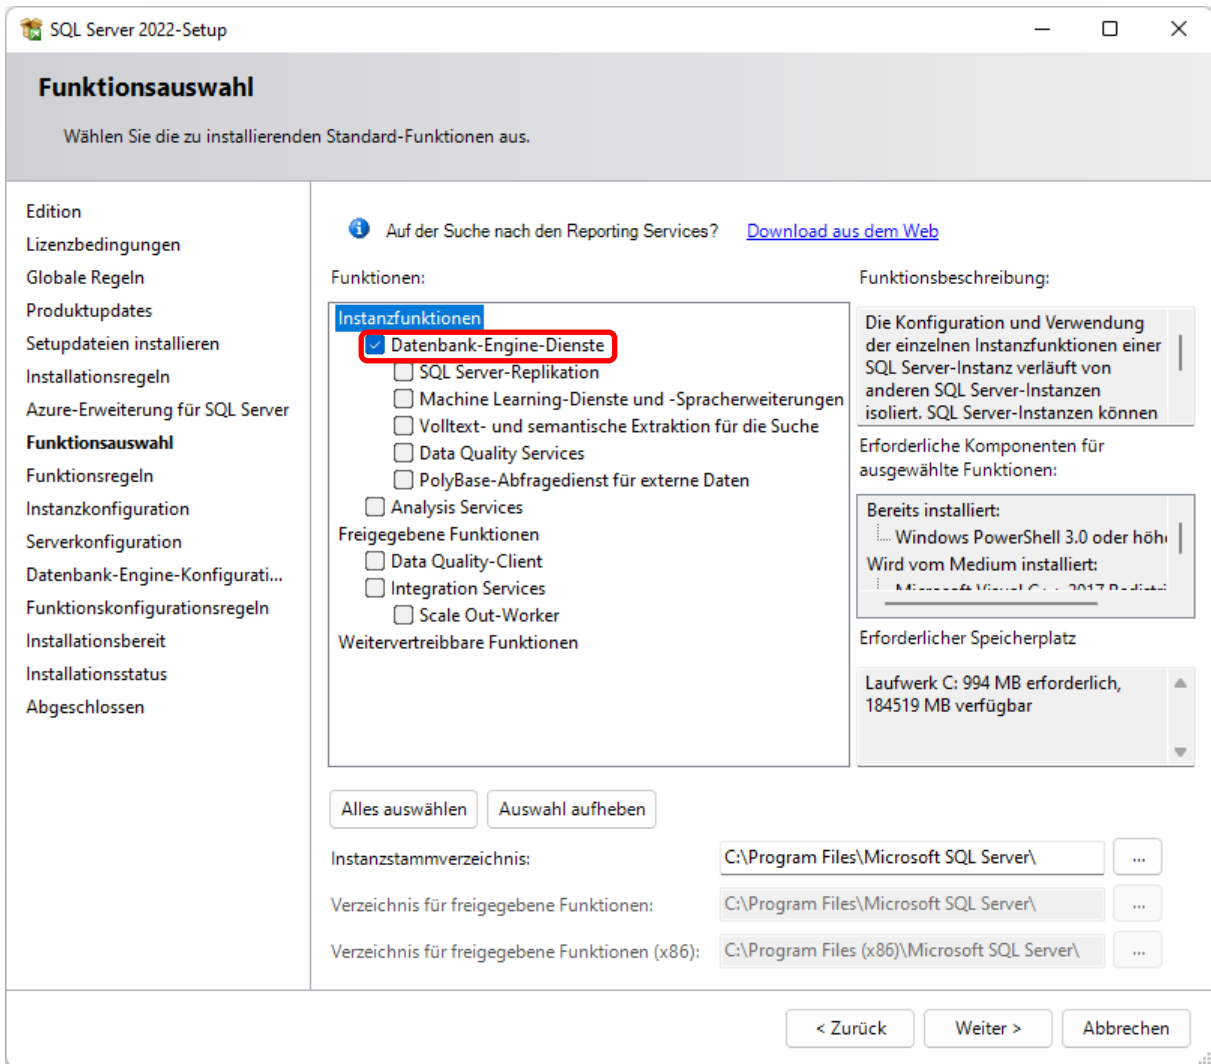 SQL Server 2022-Setup
Funktionsauswahl
Wählen Sie die zu installierenden Standard-Funktionen aus.
Edition
Lizenzbedingungen
Globale Regeln
Produktupdates
Setupdateien installieren
Installationsregeln
Azure-Erweiterung für SQL Server
Funktionsauswahl
Funktionsregeln
Instanzkonfiguration
Serverkonfiguration
Datenbank-Engine-Konfigurati...
Funktionskonfigurationsregeln
Installationsbereit
Installationsstatus
Abgeschlossen
Auf der Suche nach den Reporting Services? Download aus dem Web
Funktionen:
Instanzfunktionen
Datenbank-Engine-Dienste
SQL Server-Replikation
Machine Learning-Dienste und -Spracherweiterungen
Volltext- und semantische Extraktion für die Suche
Data Quality Services
PolyBase-Abfragedienst für externe Daten
Analysis Services
Freigegebene Funktionen
Data Quality-Client
Integration Services
Scale Out-Worker
Weitervertreibbare Funktionen
Funktionsbeschreibung:
Die Konfiguration und Verwendung
der einzelnen Instanzfunktionen einer
SQL Server-Instanz verläuft von
anderen SQL Server-Instanzen
isoliert. SQL Server-Instanzen können
Erforderliche Komponenten für
ausgewählte Funktionen:
Bereits installiert:
Windows PowerShell 3.0 oder höhe
Wird vom Medium installiert:
Microsoft Visual C++ 2017 Redistri
Erforderlicher Speicherplatz
Laufwerk C: 994 MB erforderlich,
184519 MB verfügbar
Alles auswählen Auswahl aufheben
Instanzstammverzeichnis: C:\Program Files\Microsoft SQL Server\ ...
Verzeichnis für freigegebene Funktionen: C:\Program Files\Microsoft SQL Server\ ...
Verzeichnis für freigegebene Funktionen (x86): C:\Program Files (x86)\Microsoft SQL Server\ ...
< Zurück Weiter > Abbrechen